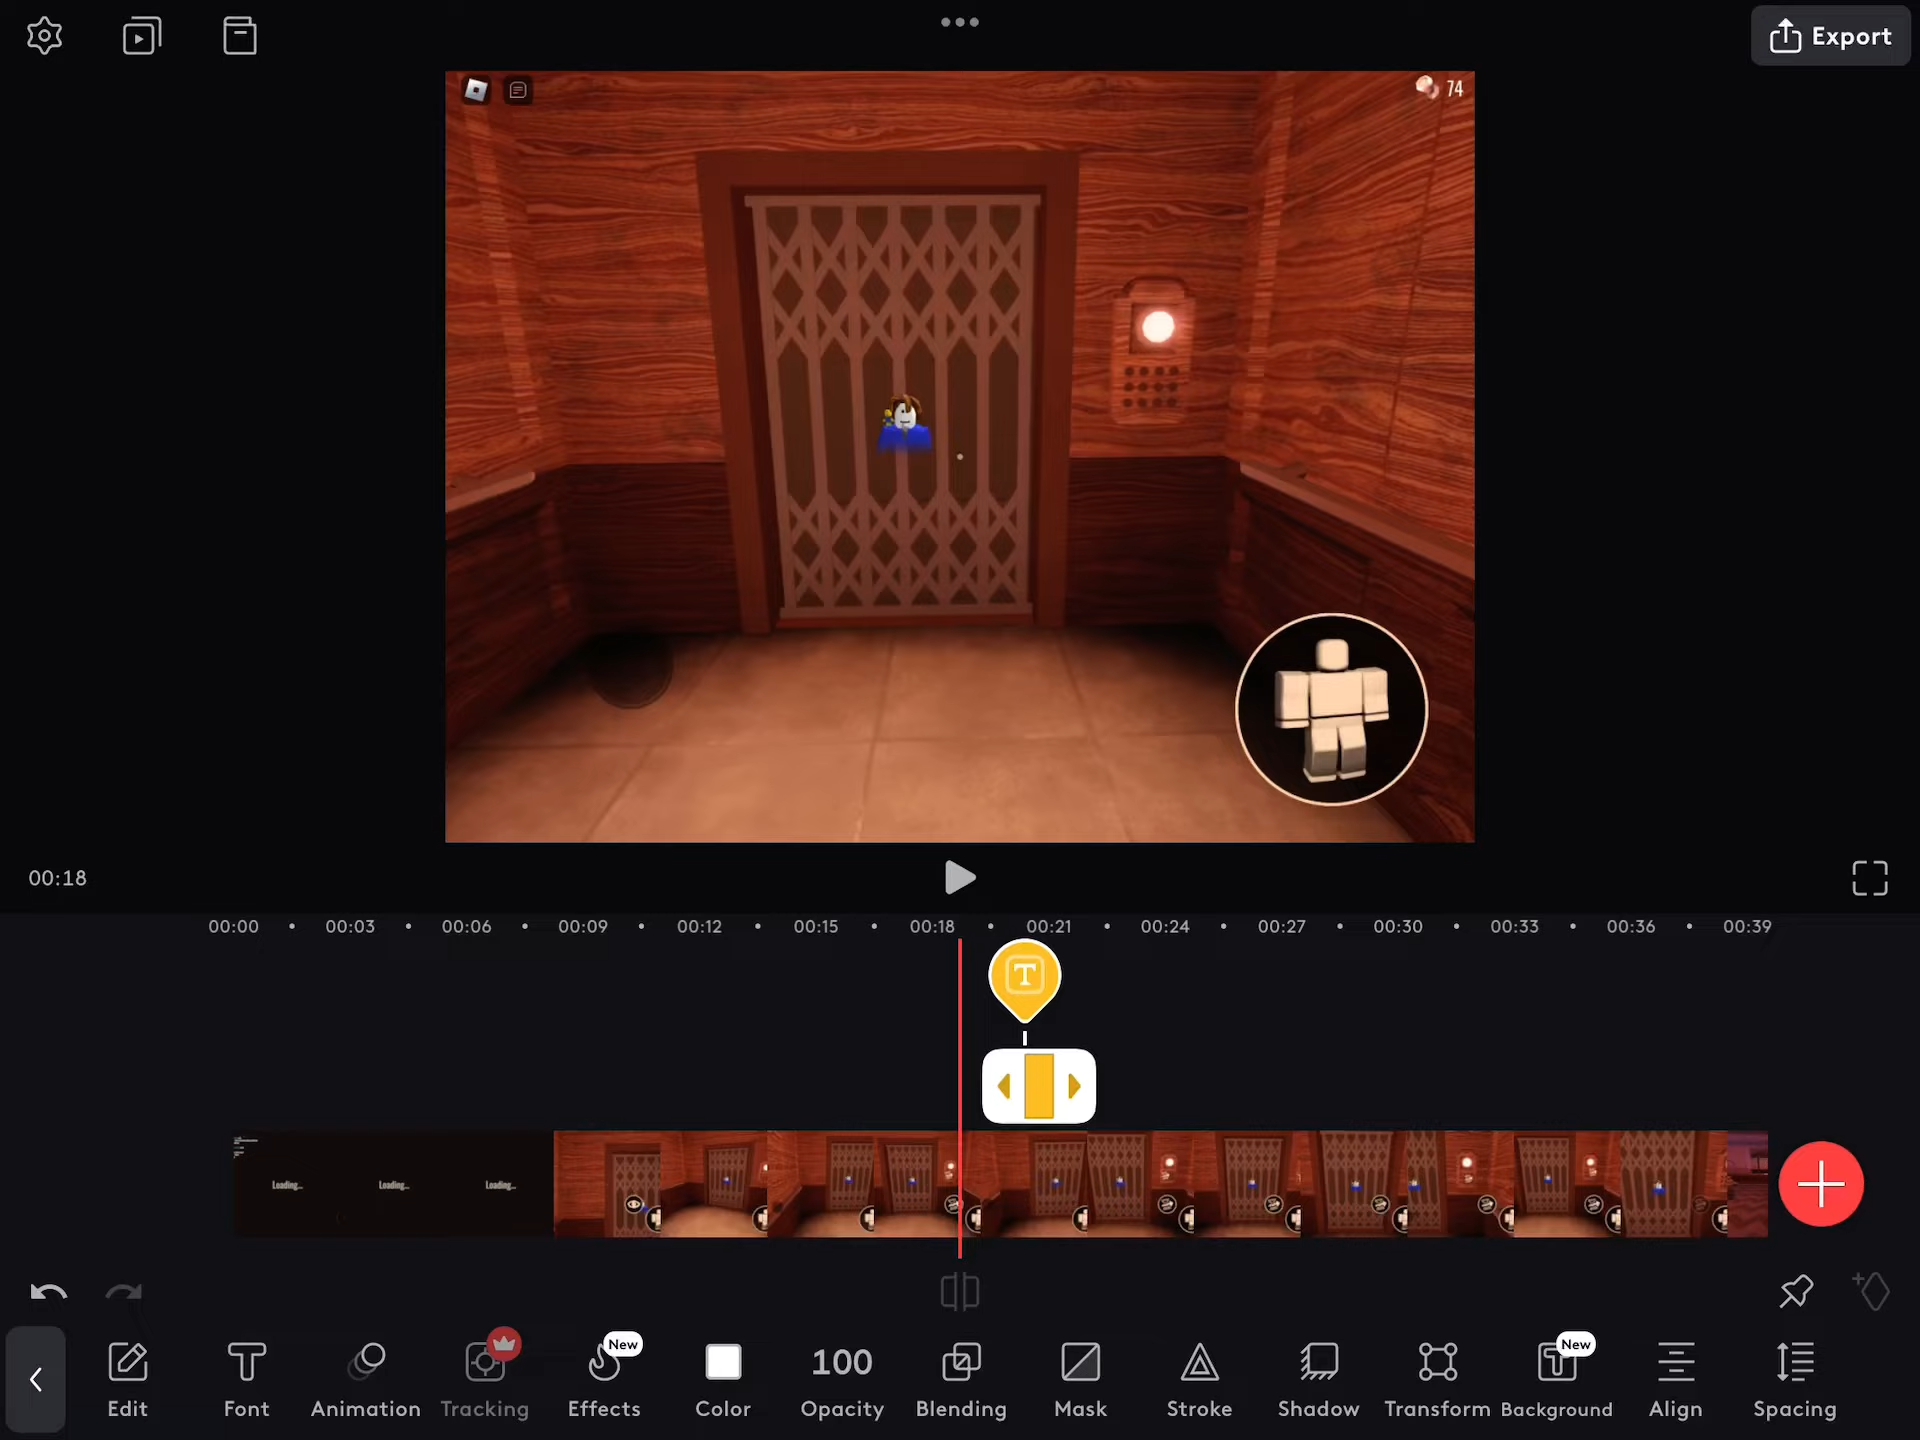 Export
74
00:18
00:00 00:03 00:06 00:09 00:12 00:15 00:18 00:21 00:24 00:27 00:30 00:33 00:36 00:39
T
Loading... Loading... Loading...
New New
100
Edit Font Animation Tracking Effects Color Opacity Blending Mask Stroke Shadow Transform Background Align Spacing